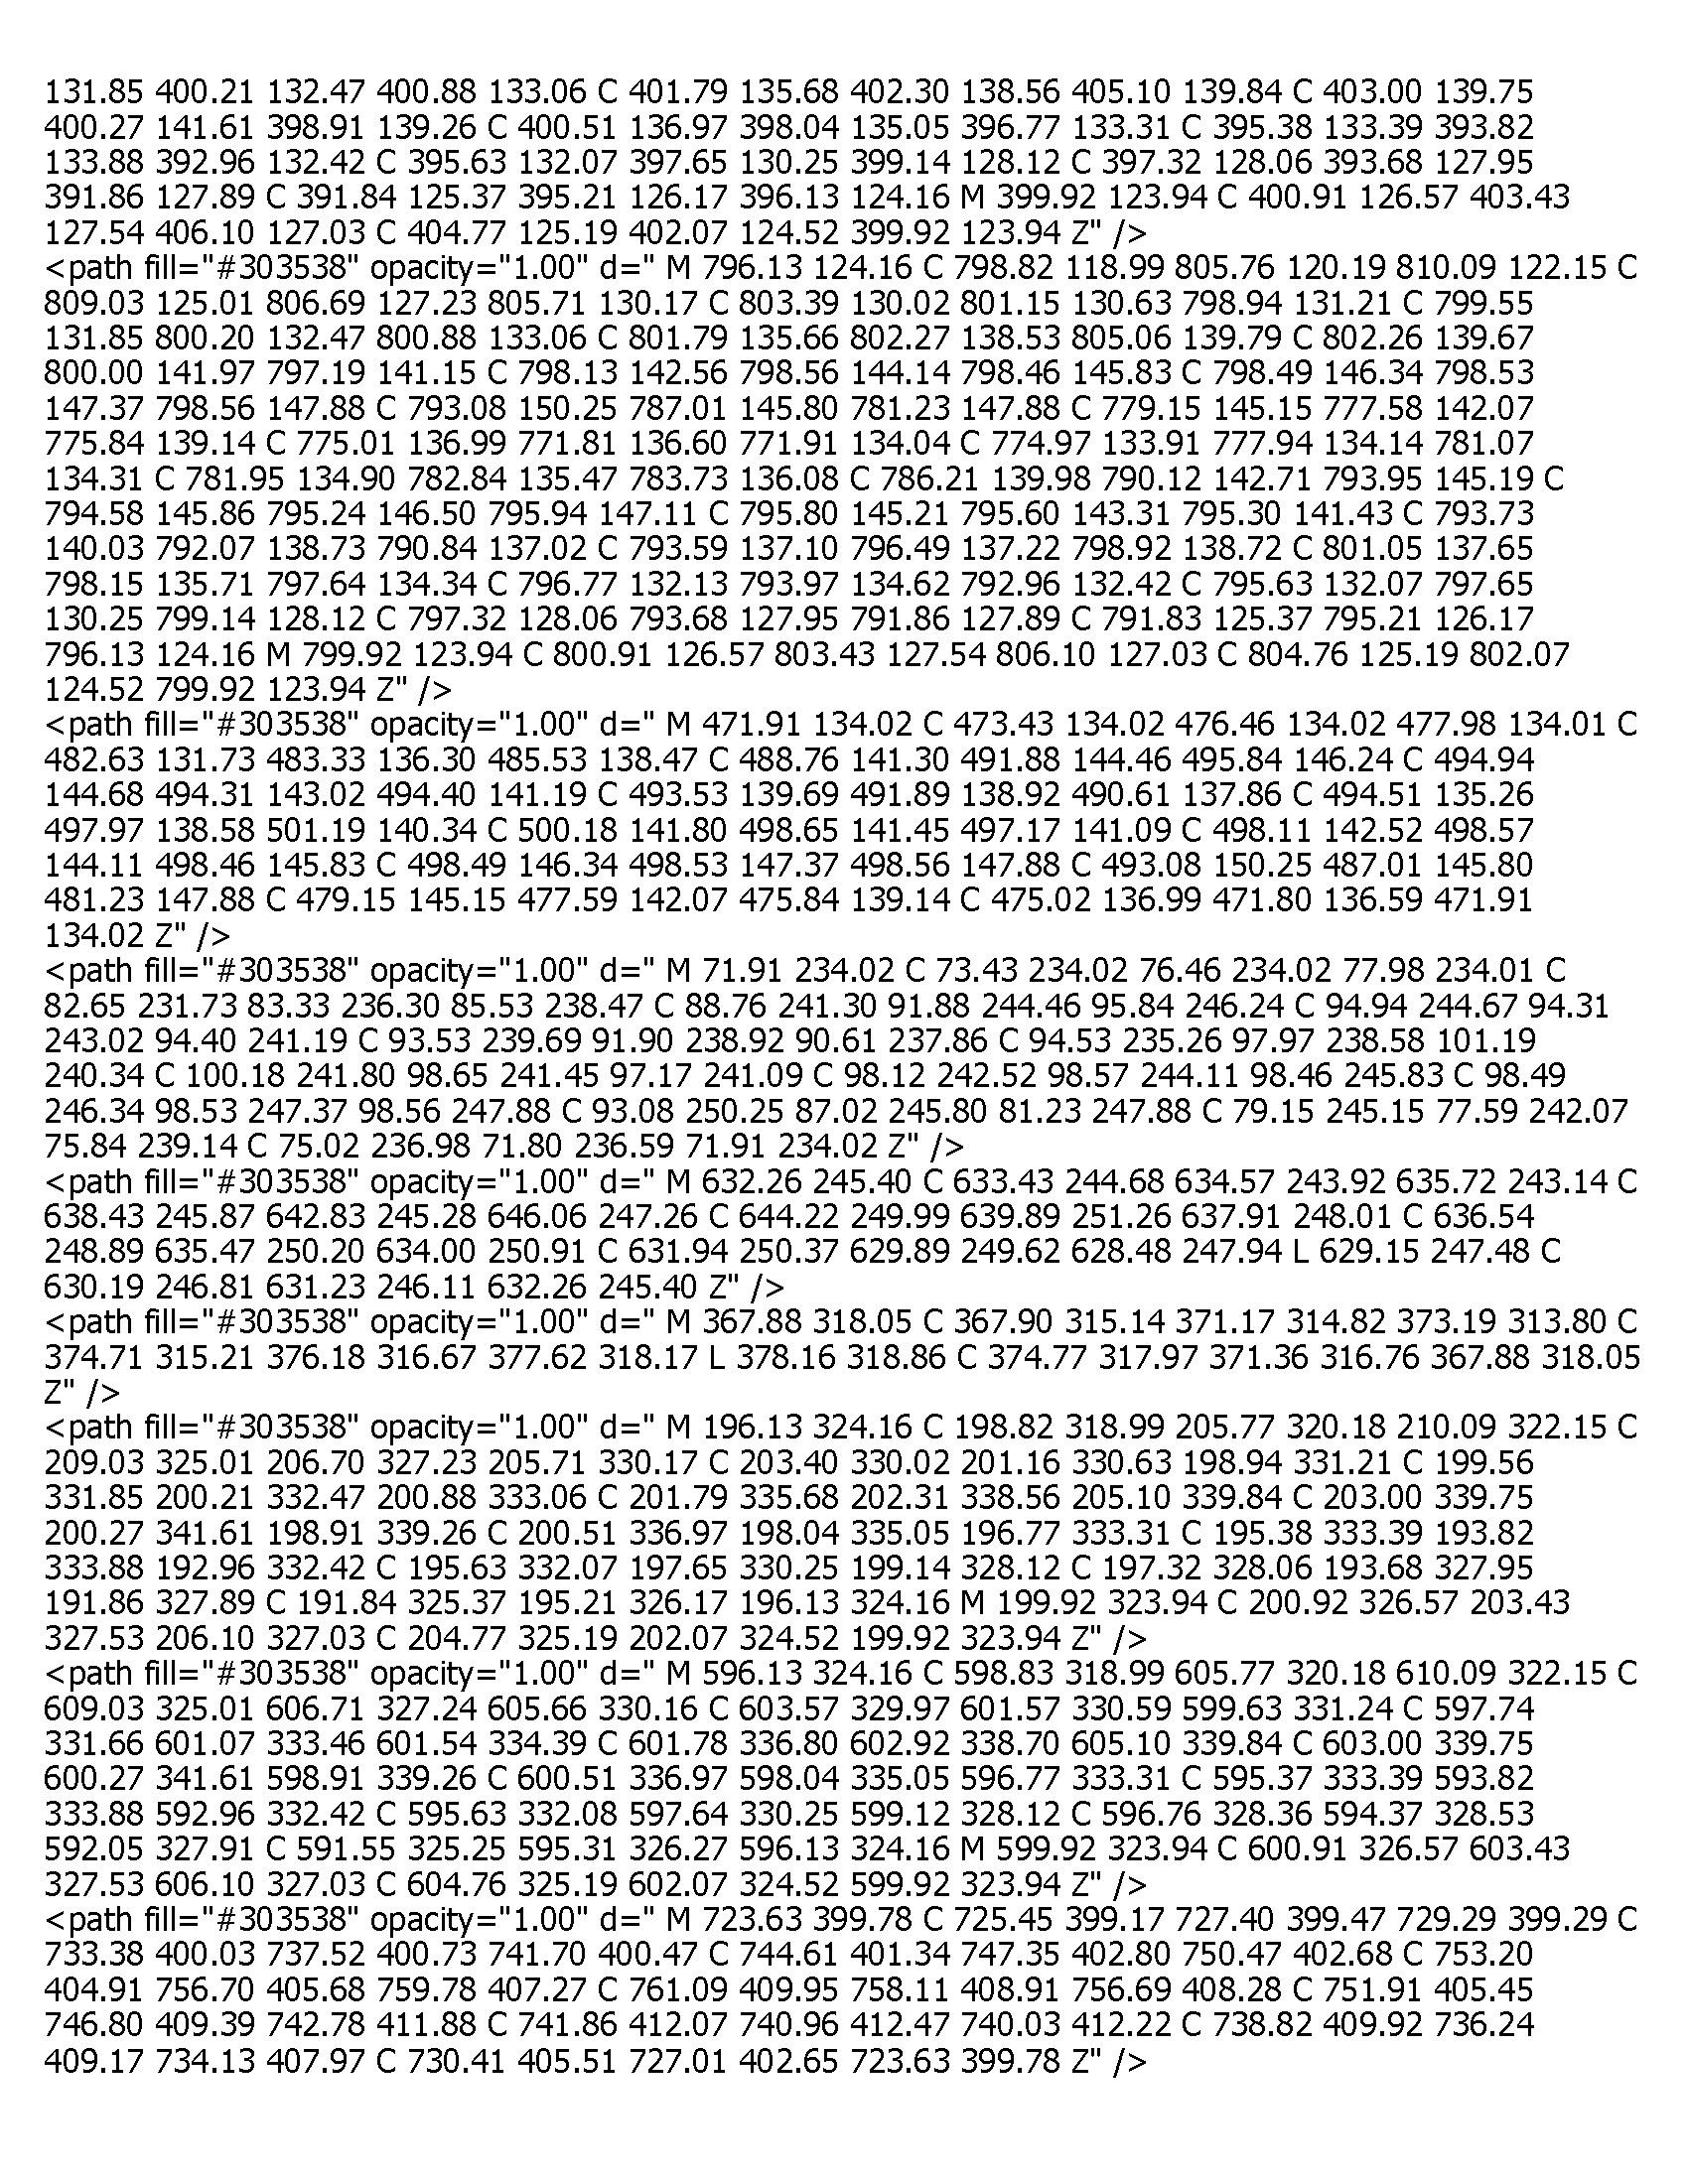 131.85 400.21 132.47 400.88 133.06 C 401.79 135.68 402.30 138.56 405.10 139.84 C 403.00 139.75
400.27 141.61 398.91 139.26 C 400.51 136.97 398.04 135.05 396.77 133.31 C 395.38 133.39 393.82
133.88 392.96 132.42 C 395.63 132.07 397.65 130.25 399.14 128.12 C 397.32 128.06 393.68 127.95
391.86 127.89 C 391.84 125.37 395.21 126.17 396.13 124.16 M 399.92 123.94 C 400.91 126.57 403.43
127.54 406.10 127.03 C 404.77 125.19 402.07 124.52 399.92 123.94 Z" />
<path fill="#303538" opacity="1.00" d=" M 796.13 124.16 C 798.82 118.99 805.76 120.19 810.09 122.15 C
809.03 125.01 806.69 127.23 805.71 130.17 C 803.39 130.02 801.15 130.63 798.94 131.21 C 799.55
131.85 800.20 132.47 800.88 133.06 C 801.79 135.66 802.27 138.53 805.06 139.79 C 802.26 139.67
800.00 141.97 797.19 141.15 C 798.13 142.56 798.56 144.14 798.46 145.83 C 798.49 146.34 798.53
147.37 798.56 147.88 C 793.08 150.25 787.01 145.80 781.23 147.88 C 779.15 145.15 777.58 142.07
775.84 139.14 C 775.01 136.99 771.81 136.60 771.91 134.04 C 774.97 133.91 777.94 134.14 781.07
134.31 C 781.95 134.90 782.84 135.47 783.73 136.08 C 786.21 139.98 790.12 142.71 793.95 145.19 C
794.58 145.86 795.24 146.50 795.94 147.11 C 795.80 145.21 795.60 143.31 795.30 141.43 C 793.73
140.03 792.07 138.73 790.84 137.02 C 793.59 137.10 796.49 137.22 798.92 138.72 C 801.05 137.65
798.15 135.71 797.64 134.34 C 796.77 132.13 793.97 134.62 792.96 132.42 C 795.63 132.07 797.65
130.25 799.14 128.12 C 797.32 128.06 793.68 127.95 791.86 127.89 C 791.83 125.37 795.21 126.17
796.13 124.16 M 799.92 123.94 C 800.91 126.57 803.43 127.54 806.10 127.03 C 804.76 125.19 802.07
124.52 799.92 123.94 Z" />
<path fill="#303538" opacity="1.00" d=" M 471.91 134.02 C 473.43 134.02 476.46 134.02 477.98 134.01 C
482.63 131.73 483.33 136.30 485.53 138.47 C 488.76 141.30 491.88 144.46 495.84 146.24 C 494.94
144.68 494.31 143.02 494.40 141.19 C 493.53 139.69 491.89 138.92 490.61 137.86 C 494.51 135.26
497.97 138.58 501.19 140.34 C 500.18 141.80 498.65 141.45 497.17 141.09 C 498.11 142.52 498.57
144.11 498.46 145.83 C 498.49 146.34 498.53 147.37 498.56 147.88 C 493.08 150.25 487.01 145.80
481.23 147.88 C 479.15 145.15 477.59 142.07 475.84 139.14 C 475.02 136.99 471.80 136.59 471.91
134.02 Z" />
<path fill="#303538" opacity="1.00" d=" M 71.91 234.02 C 73.43 234.02 76.46 234.02 77.98 234.01 C
82.65 231.73 83.33 236.30 85.53 238.47 C 88.76 241.30 91.88 244.46 95.84 246.24 C 94.94 244.67 94.31
243.02 94.40 241.19 C 93.53 239.69 91.90 238.92 90.61 237.86 C 94.53 235.26 97.97 238.58 101.19
240.34 C 100.18 241.80 98.65 241.45 97.17 241.09 C 98.12 242.52 98.57 244.11 98.46 245.83 C 98.49
246.34 98.53 247.37 98.56 247.88 C 93.08 250.25 87.02 245.80 81.23 247.88 C 79.15 245.15 77.59 242.07
75.84 239.14 C 75.02 236.98 71.80 236.59 71.91 234.02 Z" />
<path fill="#303538" opacity="1.00" d=" M 632.26 245.40 C 633.43 244.68 634.57 243.92 635.72 243.14 C
638.43 245.87 642.83 245.28 646.06 247.26 C 644.22 249.99 639.89 251.26 637.91 248.01 C 636.54
248.89 635.47 250.20 634.00 250.91 C 631.94 250.37 629.89 249.62 628.48 247.94 L 629.15 247.48 C
630.19 246.81 631.23 246.11 632.26 245.40 Z" />
<path fill="#303538" opacity="1.00" d=" M 367.88 318.05 C 367.90 315.14 371.17 314.82 373.19 313.80 C
374.71 315.21 376.18 316.67 377.62 318.17 L 378.16 318.86 C 374.77 317.97 371.36 316.76 367.88 318.05
Z" />
<path fill="#303538" opacity="1.00" d=" M 196.13 324.16 C 198.82 318.99 205.77 320.18 210.09 322.15 C
209.03 325.01 206.70 327.23 205.71 330.17 C 203.40 330.02 201.16 330.63 198.94 331.21 C 199.56
331.85 200.21 332.47 200.88 333.06 C 201.79 335.68 202.31 338.56 205.10 339.84 C 203.00 339.75
200.27 341.61 198.91 339.26 C 200.51 336.97 198.04 335.05 196.77 333.31 C 195.38 333.39 193.82
333.88 192.96 332.42 C 195.63 332.07 197.65 330.25 199.14 328.12 C 197.32 328.06 193.68 327.95
191.86 327.89 C 191.84 325.37 195.21 326.17 196.13 324.16 M 199.92 323.94 C 200.92 326.57 203.43
327.53 206.10 327.03 C 204.77 325.19 202.07 324.52 199.92 323.94 Z" />
<path fill="#303538" opacity="1.00" d=" M 596.13 324.16 C 598.83 318.99 605.77 320.18 610.09 322.15 C
609.03 325.01 606.71 327.24 605.66 330.16 C 603.57 329.97 601.57 330.59 599.63 331.24 C 597.74
331.66 601.07 333.46 601.54 334.39 C 601.78 336.80 602.92 338.70 605.10 339.84 C 603.00 339.75
600.27 341.61 598.91 339.26 C 600.51 336.97 598.04 335.05 596.77 333.31 C 595.37 333.39 593.82
333.88 592.96 332.42 C 595.63 332.08 597.64 330.25 599.12 328.12 C 596.76 328.36 594.37 328.53
592.05 327.91 C 591.55 325.25 595.31 326.27 596.13 324.16 M 599.92 323.94 C 600.91 326.57 603.43
327.53 606.10 327.03 C 604.76 325.19 602.07 324.52 599.92 323.94 Z" />
<path fill="#303538" opacity="1.00" d=" M 723.63 399.78 C 725.45 399.17 727.40 399.47 729.29 399.29 C
733.38 400.03 737.52 400.73 741.70 400.47 C 744.61 401.34 747.35 402.80 750.47 402.68 C 753.20
404.91 756.70 405.68 759.78 407.27 C 761.09 409.95 758.11 408.91 756.69 408.28 C 751.91 405.45
746.80 409.39 742.78 411.88 C 741.86 412.07 740.96 412.47 740.03 412.22 C 738.82 409.92 736.24
409.17 734.13 407.97 C 730.41 405.51 727.01 402.65 723.63 399.78 Z" />